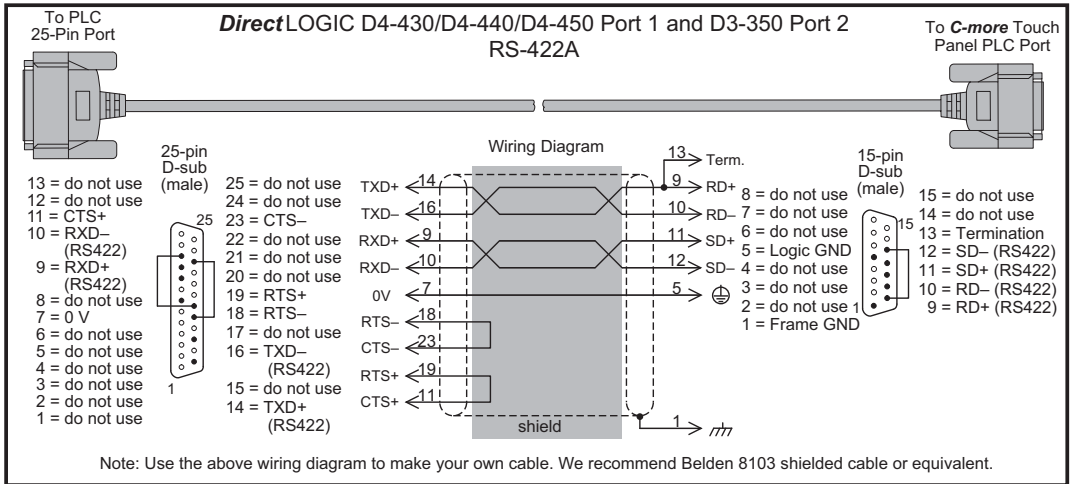 To PLC
25-Pin Port
DirectLOGIC D4-430/D4-440/D4-450 Port 1 and D3-350 Port 2
RS-422A
To C-more Touch
Panel PLC Port
25-pin
D-sub
(male)
13 = do not use
12 = do not use
11 = CTS+
10 = RXD–
(RS422)
9 = RXD+
(RS422)
8 = do not use
7 = 0 V
6 = do not use
5 = do not use
4 = do not use
3 = do not use
2 = do not use
1 = do not use
25
1
25 = do not use
24 = do not use
23 = CTS–
22 = do not use
21 = do not use
20 = do not use
19 = RTS+
18 = RTS–
17 = do not use
16 = TXD–
(RS422)
15 = do not use
14 = TXD+
(RS422)
Wiring Diagram
13 Term.
TXD+ 14 9 RD+
TXD– 16 10 RD–
RXD+ 9 11 SD+
RXD– 10 12 SD–
0V 7 5
RTS– 18
CTS– 23
RTS+ 19
CTS+ 11
shield
1
15-pin
D-sub
(male)
8 = do not use
7 = do not use
6 = do not use
5 = Logic GND
4 = do not use
3 = do not use
2 = do not use
1 = Frame GND
15
1
15 = do not use
14 = do not use
13 = Termination
12 = SD– (RS422)
11 = SD+ (RS422)
10 = RD– (RS422)
9 = RD+ (RS422)
Note: Use the above wiring diagram to make your own cable. We recommend Belden 8103 shielded cable or equivalent.